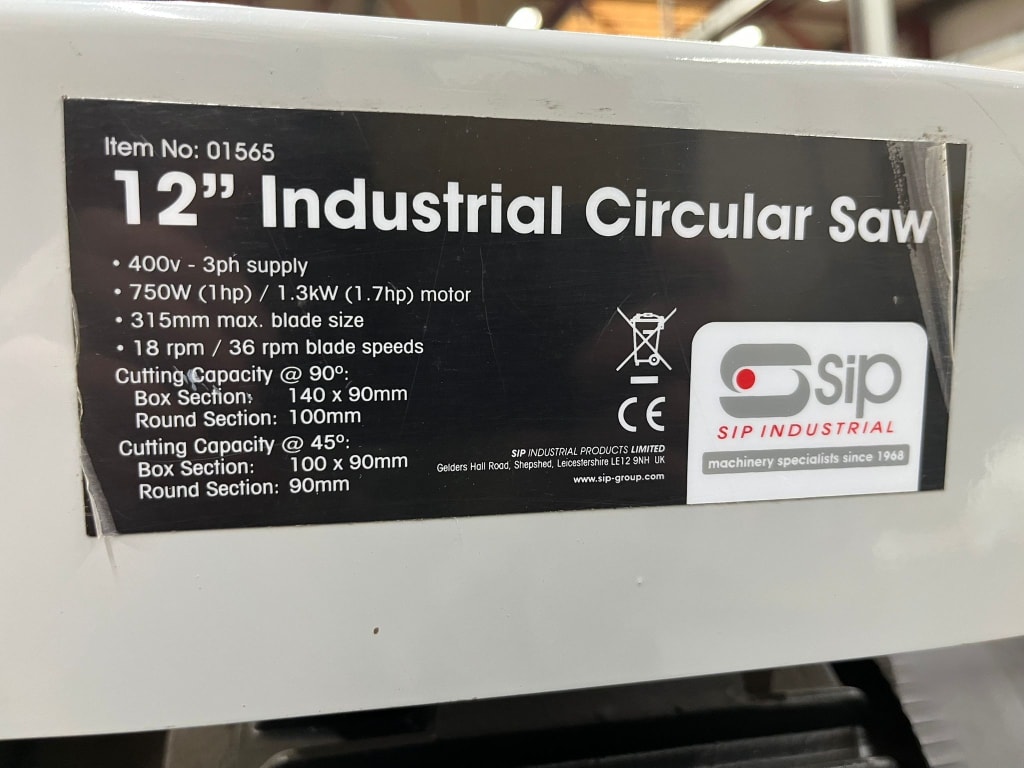 Item No: 01565
12” Industrial Circular Saw
• 400v - 3ph supply
• 750W (1hp) / 1.3kW (1.7hp) motor
• 315mm max. blade size
• 18 rpm / 36 rpm blade speeds
Cutting Capacity @ 90º:
Box Section: 140 x 90mm
Round Section: 100mm
Cutting Capacity @ 45º:
Box Section: 100 x 90mm
Round Section: 90mm
CE
SIP INDUSTRIAL PRODUCTS LIMITED
Gelders Hall Road, Shepshed, Leicestershire LE12 9NH UK
www.sip-group.com
sip
SIP INDUSTRIAL
machinery specialists since 1968